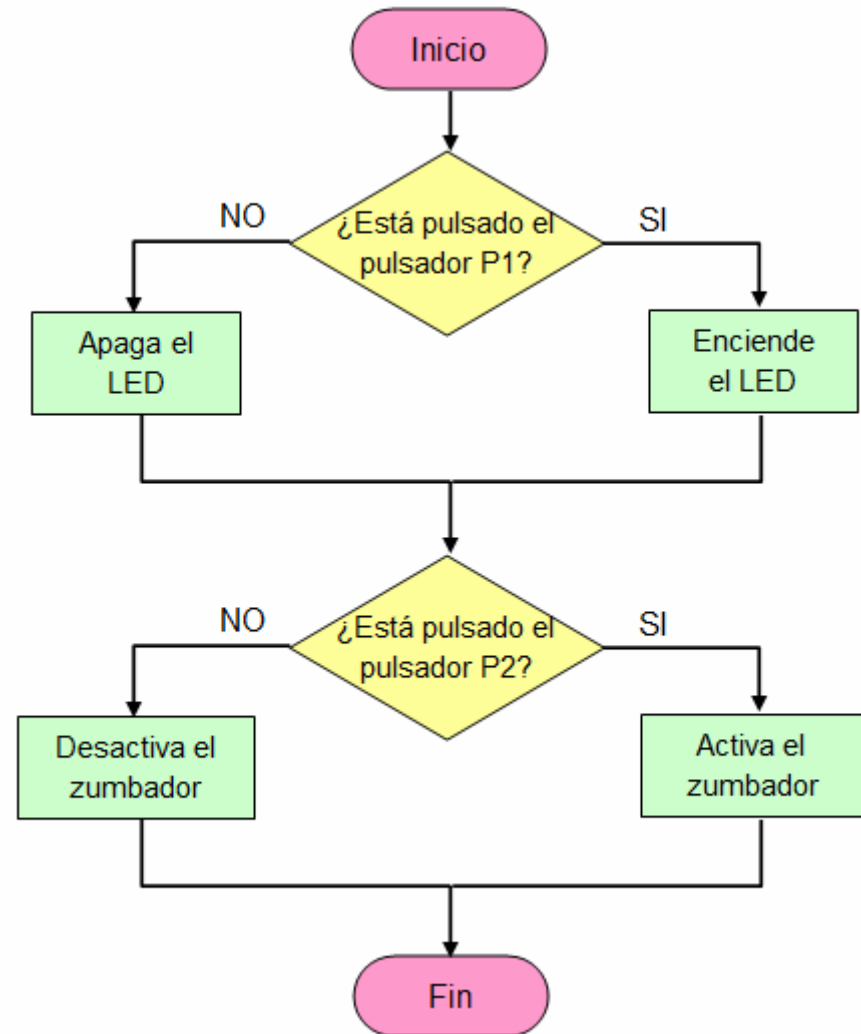 Inicio
¿Está pulsado el
pulsador P1?
NO
SI
Apaga el
LED
Enciende
el LED
¿Está pulsado el
pulsador P2?
NO
SI
Desactiva el
zumbador
Activa el
zumbador
Fin